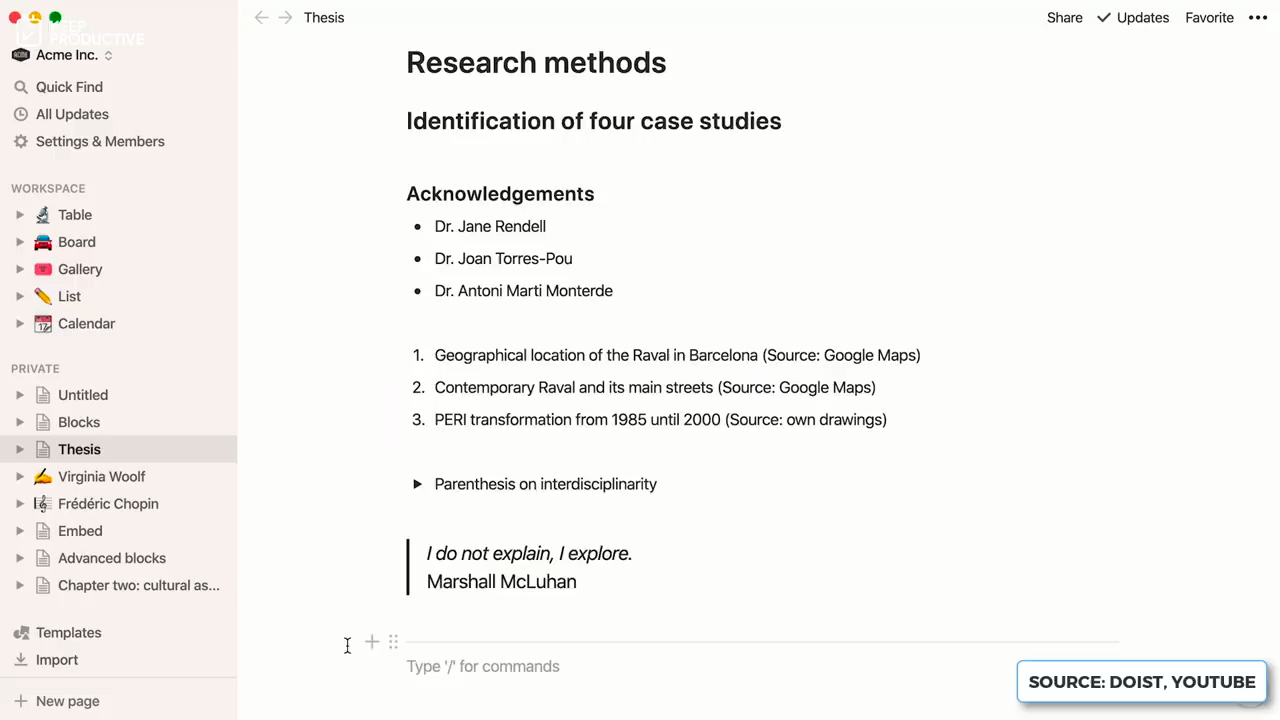 Thesis
Share
Updates
Favorite
KEEP
PRODUCTIVE
Acme Inc.
Quick Find
All Updates
Settings & Members
WORKSPACE
Table
Board
Gallery
List
Calendar
PRIVATE
Untitled
Blocks
Thesis
Virginia Woolf
Frédéric Chopin
Embed
Advanced blocks
Chapter two: cultural as...
Templates
Import
New page
Research methods
Identification of four case studies
Acknowledgements
• Dr. Jane Rendell
• Dr. Joan Torres-Pou
• Dr. Antoni Marti Monterde
1. Geographical location of the Raval in Barcelona (Source: Google Maps)
2. Contemporary Raval and its main streets (Source: Google Maps)
3. PERI transformation from 1985 until 2000 (Source: own drawings)
Parenthesis on interdisciplinarity
I do not explain, I explore.
Marshall McLuhan
Type '/' for commands
SOURCE: DOIST, YOUTUBE